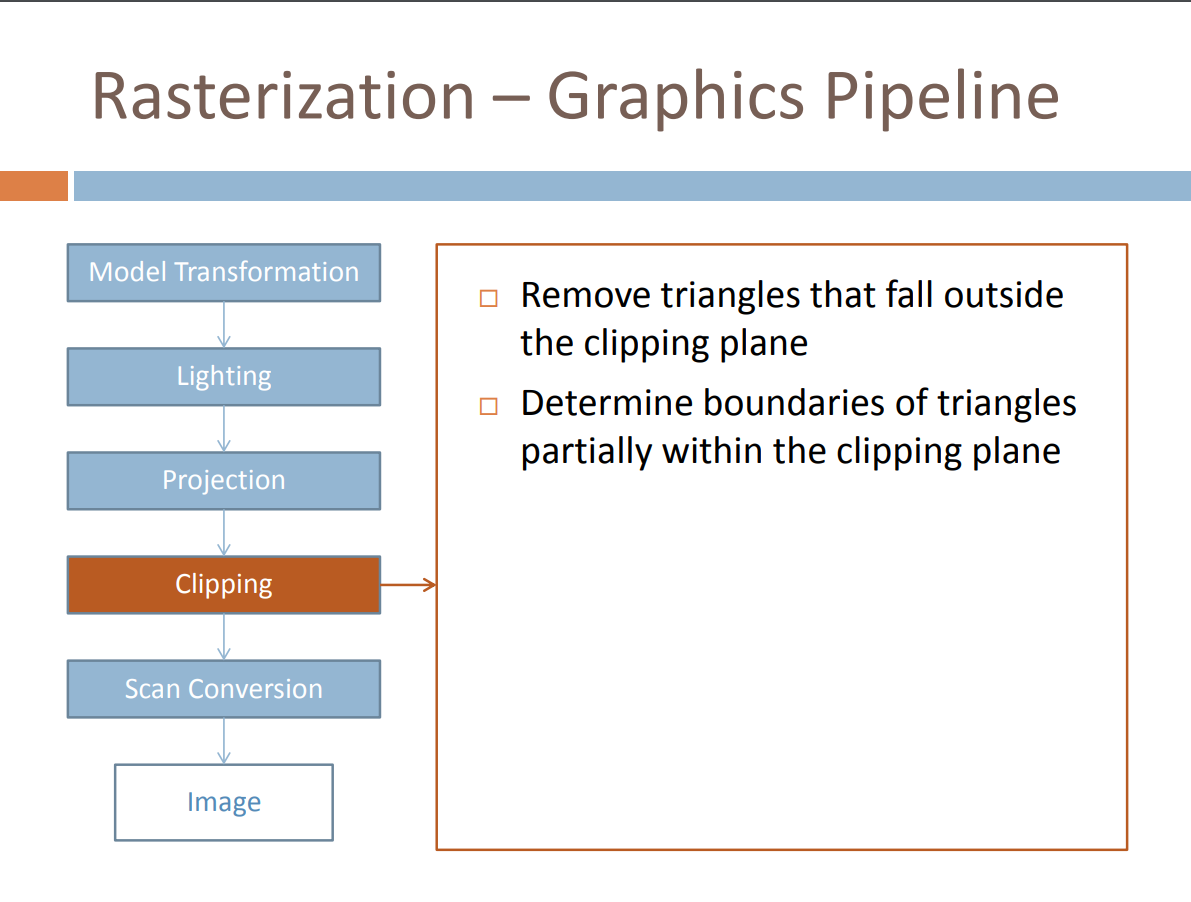 Rasterization – Graphics Pipeline
Model Transformation
Lighting
Projection
Clipping
Scan Conversion
Image
Remove triangles that fall outside
the clipping plane
Determine boundaries of triangles
partially within the clipping plane